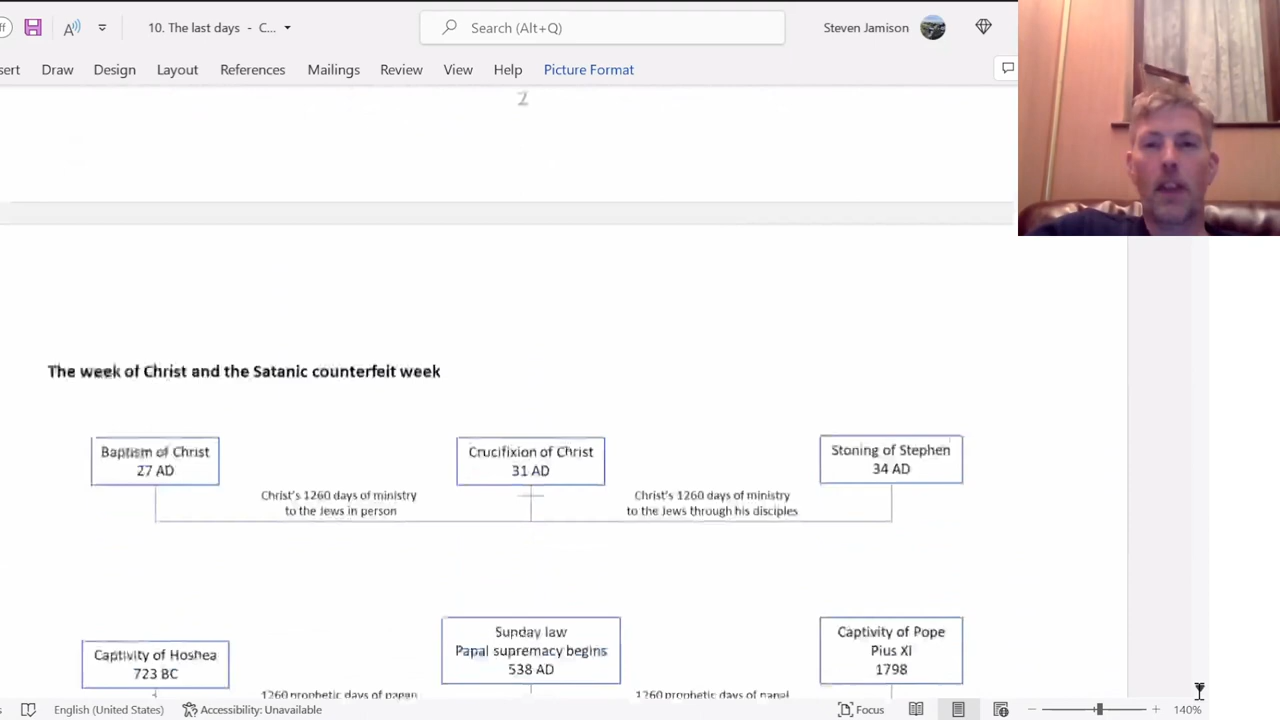 ff
10. The last days - C...
Search (Alt+Q)
Steven Jamison
sert Draw Design Layout References Mailings Review View Help Picture Format
2
The week of Christ and the Satanic counterfeit week
Baptism of Christ
27 AD
Crucifixion of Christ
31 AD
Stoning of Stephen
34 AD
Christ's 1260 days of ministry
to the Jews in person
Christ's 1260 days of ministry
to the Jews through his disciples
Captivity of Hoshea
723 BC
Sunday law
Papal supremacy begins
538 AD
Captivity of Pope
Pius XI
1798
1260 prophetic days of pagan
1260 prophetic days of papal
English (United States)
Accessibility: Unavailable
Focus
140%